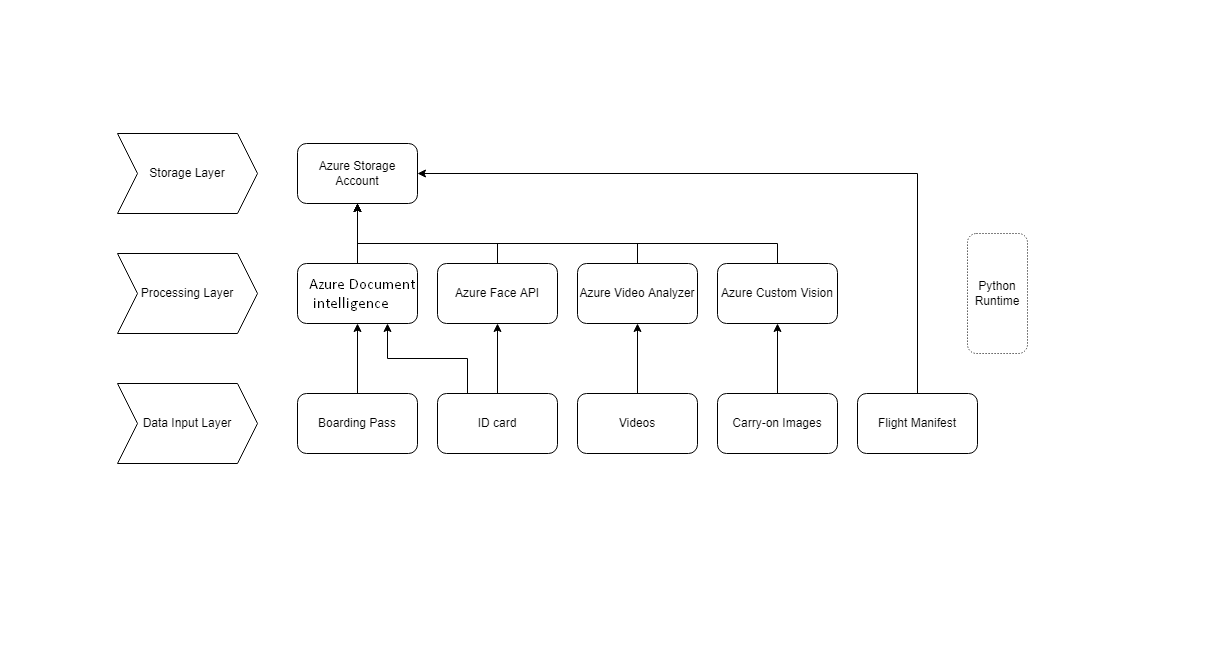 Storage Layer
Azure Storage
Account
Processing Layer
Azure Document
intelligence
Azure Face API
Azure Video Analyzer
Azure Custom Vision
Python
Runtime
Data Input Layer
Boarding Pass
ID card
Videos
Carry-on Images
Flight Manifest